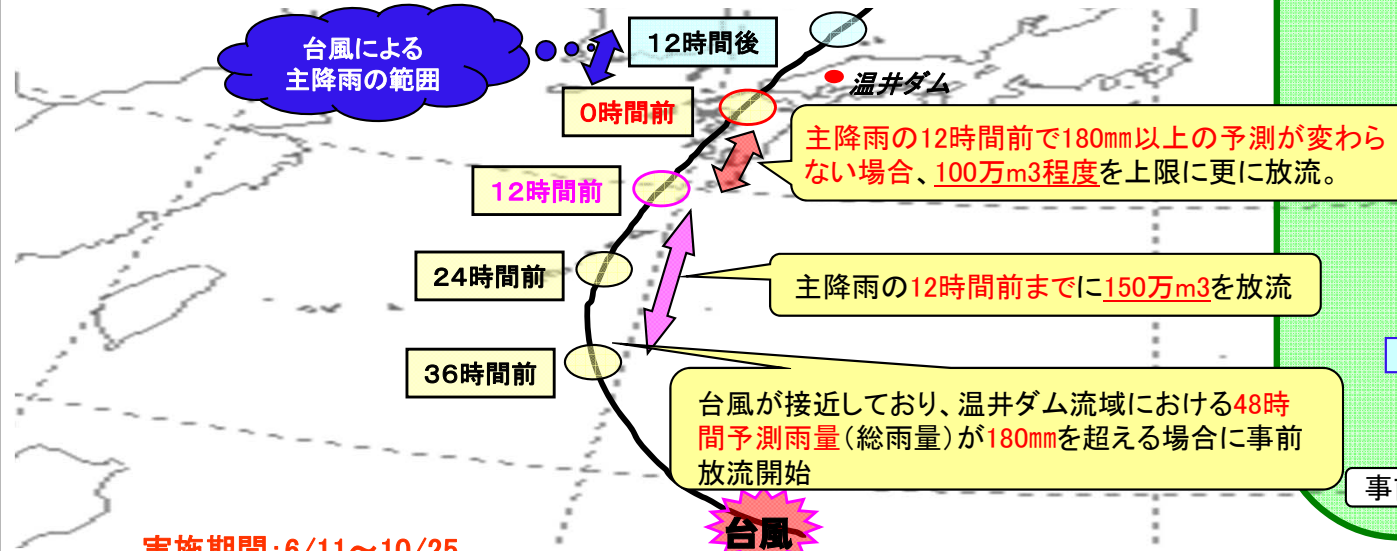 台風による
主降雨の範囲
12時間後
温井ダム
0時間前
主降雨の12時間前で180㎜以上の予測が変わら
ない場合、100万m3程度を上限に更に放流。
12時間前
24時間前
主降雨の12時間前までに150万m3を放流
36時間前
台風が接近しており、温井ダム流域における48時
間予測雨量(総雨量)が180㎜を超える場合に事前
放流開始
台風
実施期間:6/11~10/25